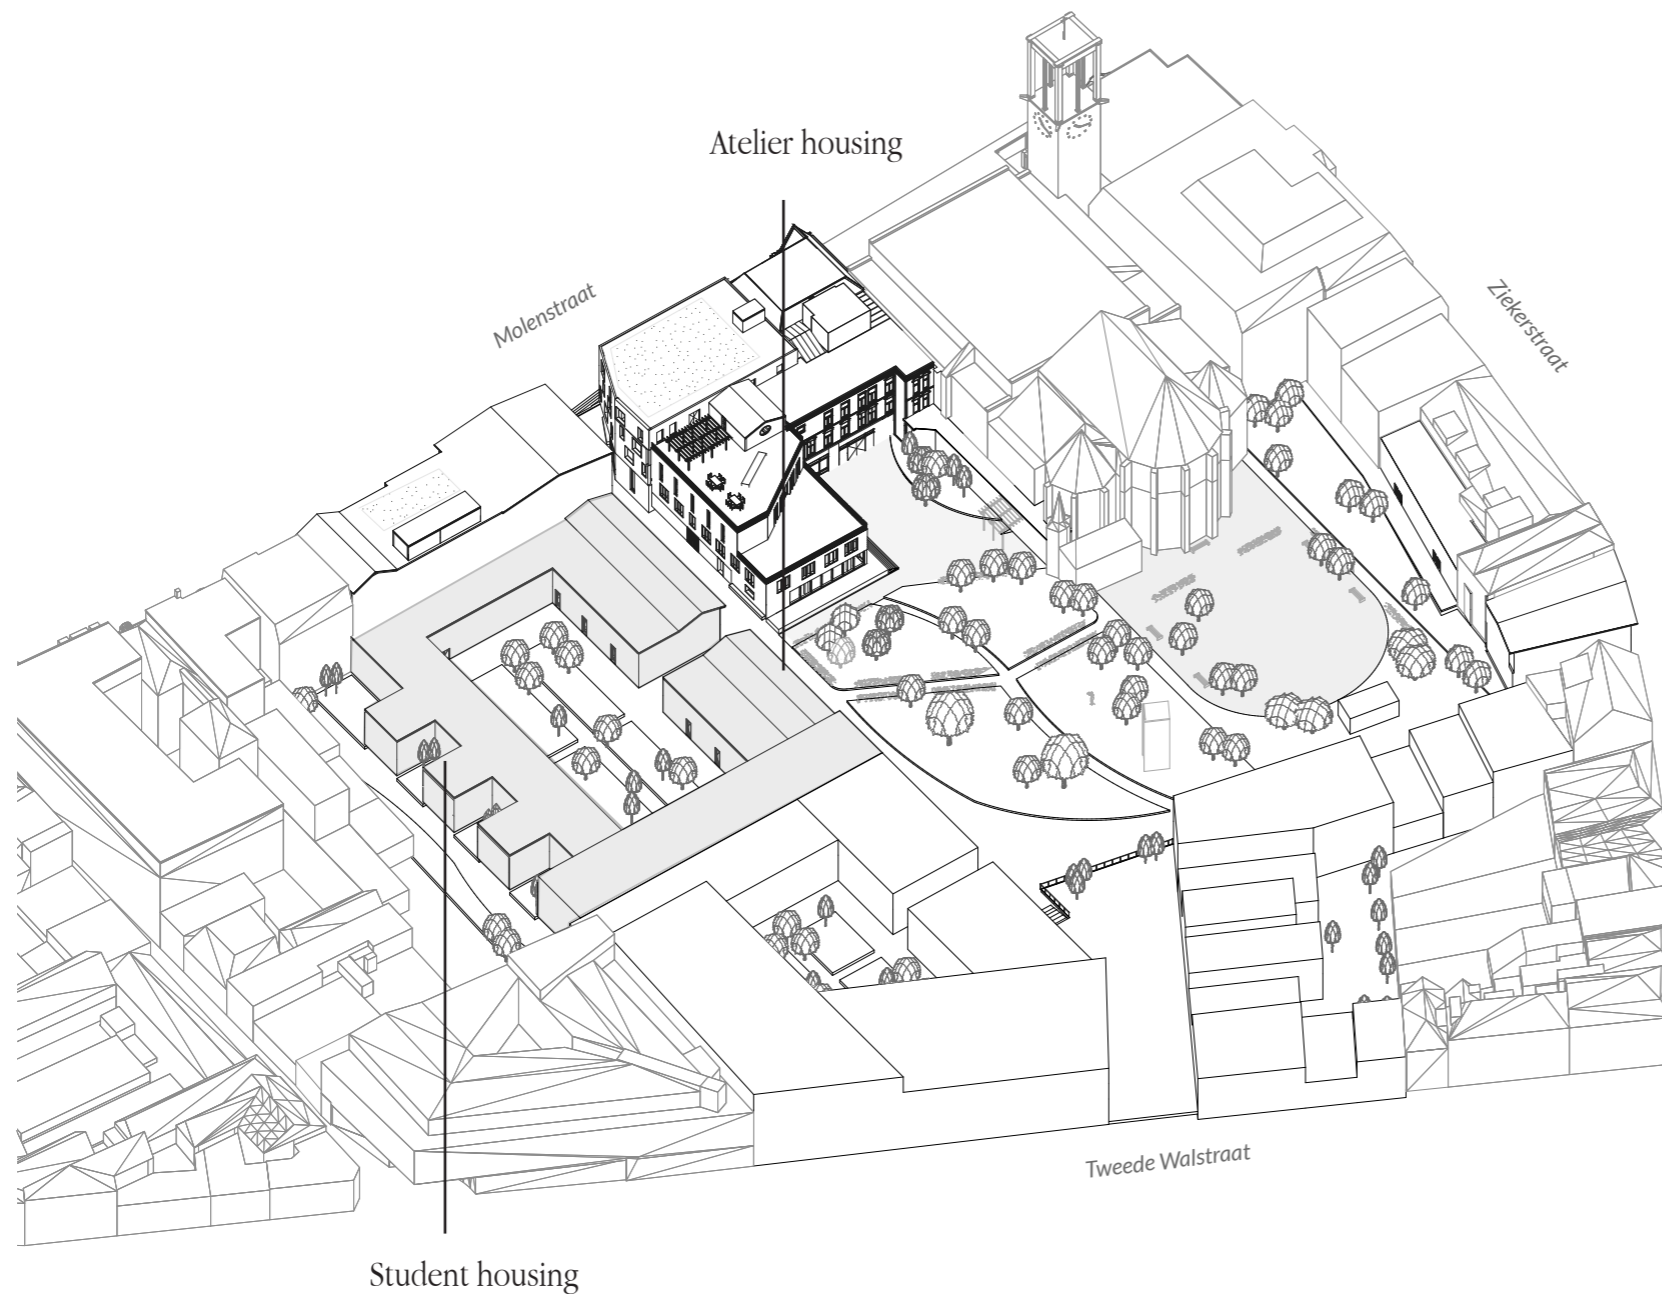 Atelier housing
Molenstraat
Ziekerstraat
Tweede Walstraat
Student housing